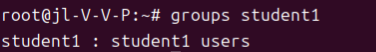 root@jl-V-V-P:~# groups student1
student1 : student1 users